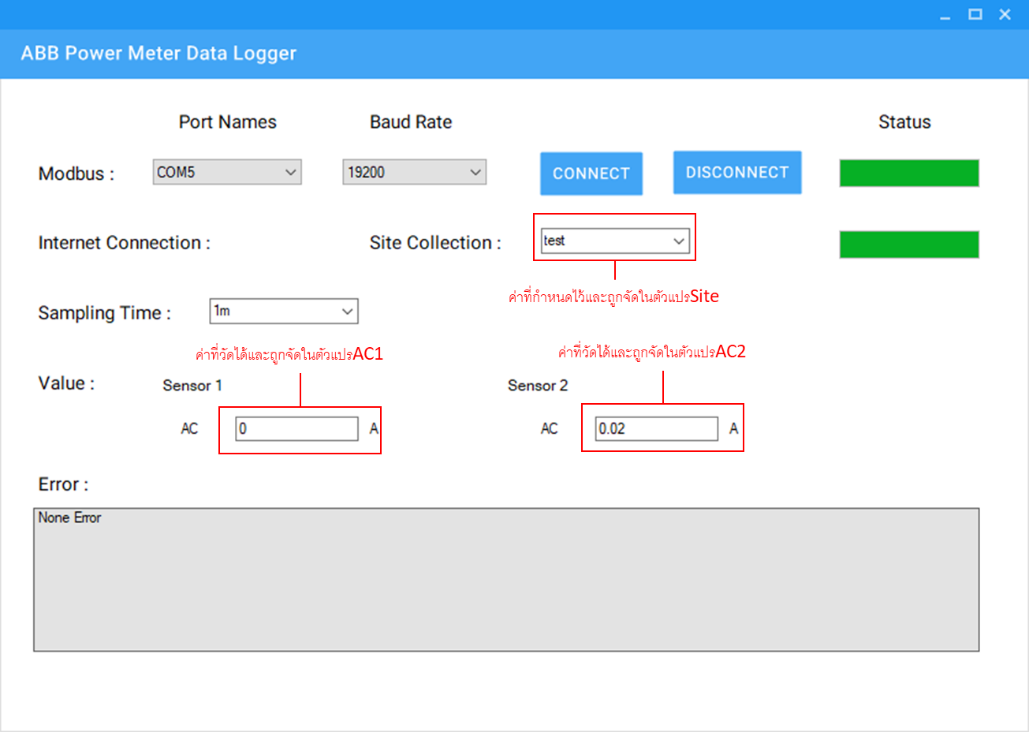 ABB Power Meter Data Logger
Port Names Baud Rate Status
Modbus : COM5 19200 CONNECT DISCONNECT
Internet Connection : Site Collection : test
ค่าที่กำหนดไว้และถูกจัดในตัวแปรSite
Sampling Time : 1m
ค่าที่วัดได้และถูกจัดในตัวแปรAC1 ค่าที่วัดได้และถูกจัดในตัวแปรAC2
Value : Sensor 1 Sensor 2
AC 0 A AC 0.02 A
Error :
None Error